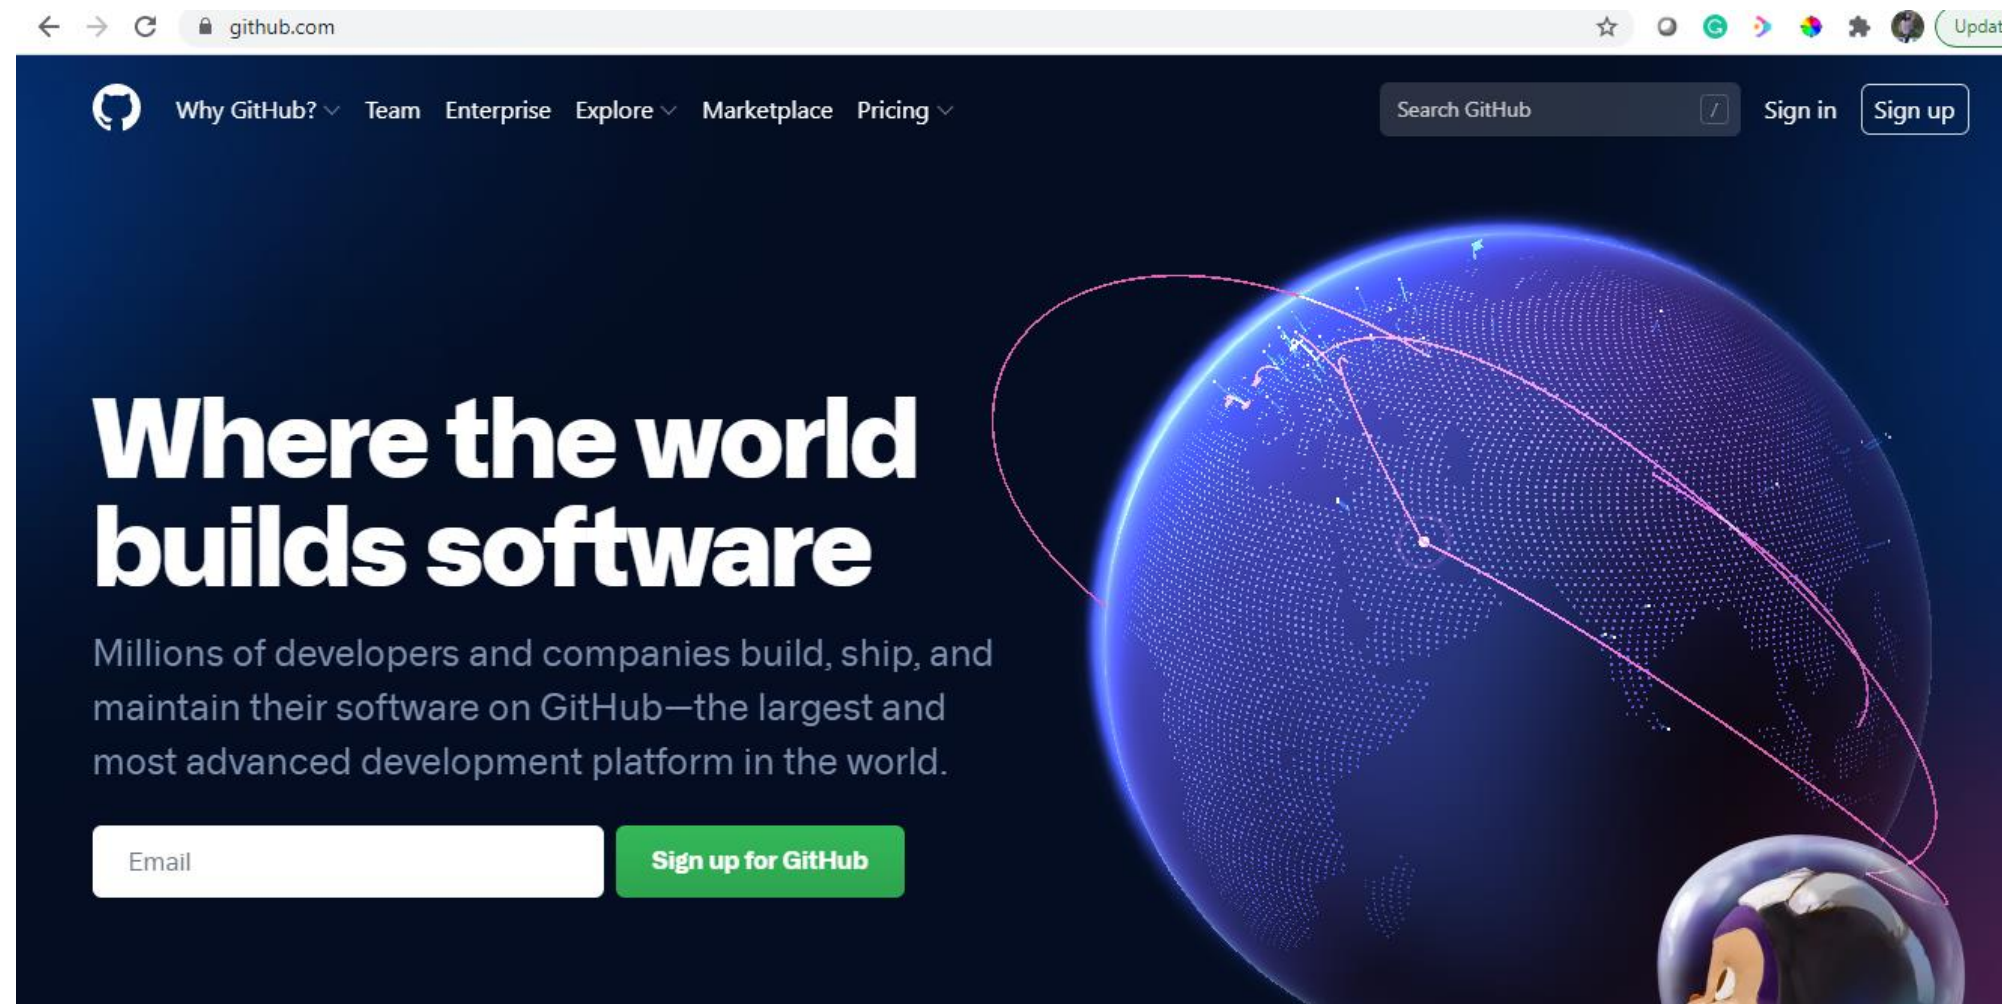 github.com
Updat
Why GitHub? Team Enterprise Explore Marketplace Pricing
Search GitHub / Sign in Sign up
Where the world
builds software
Millions of developers and companies build, ship, and
maintain their software on GitHub—the largest and
most advanced development platform in the world.
Email
Sign up for GitHub